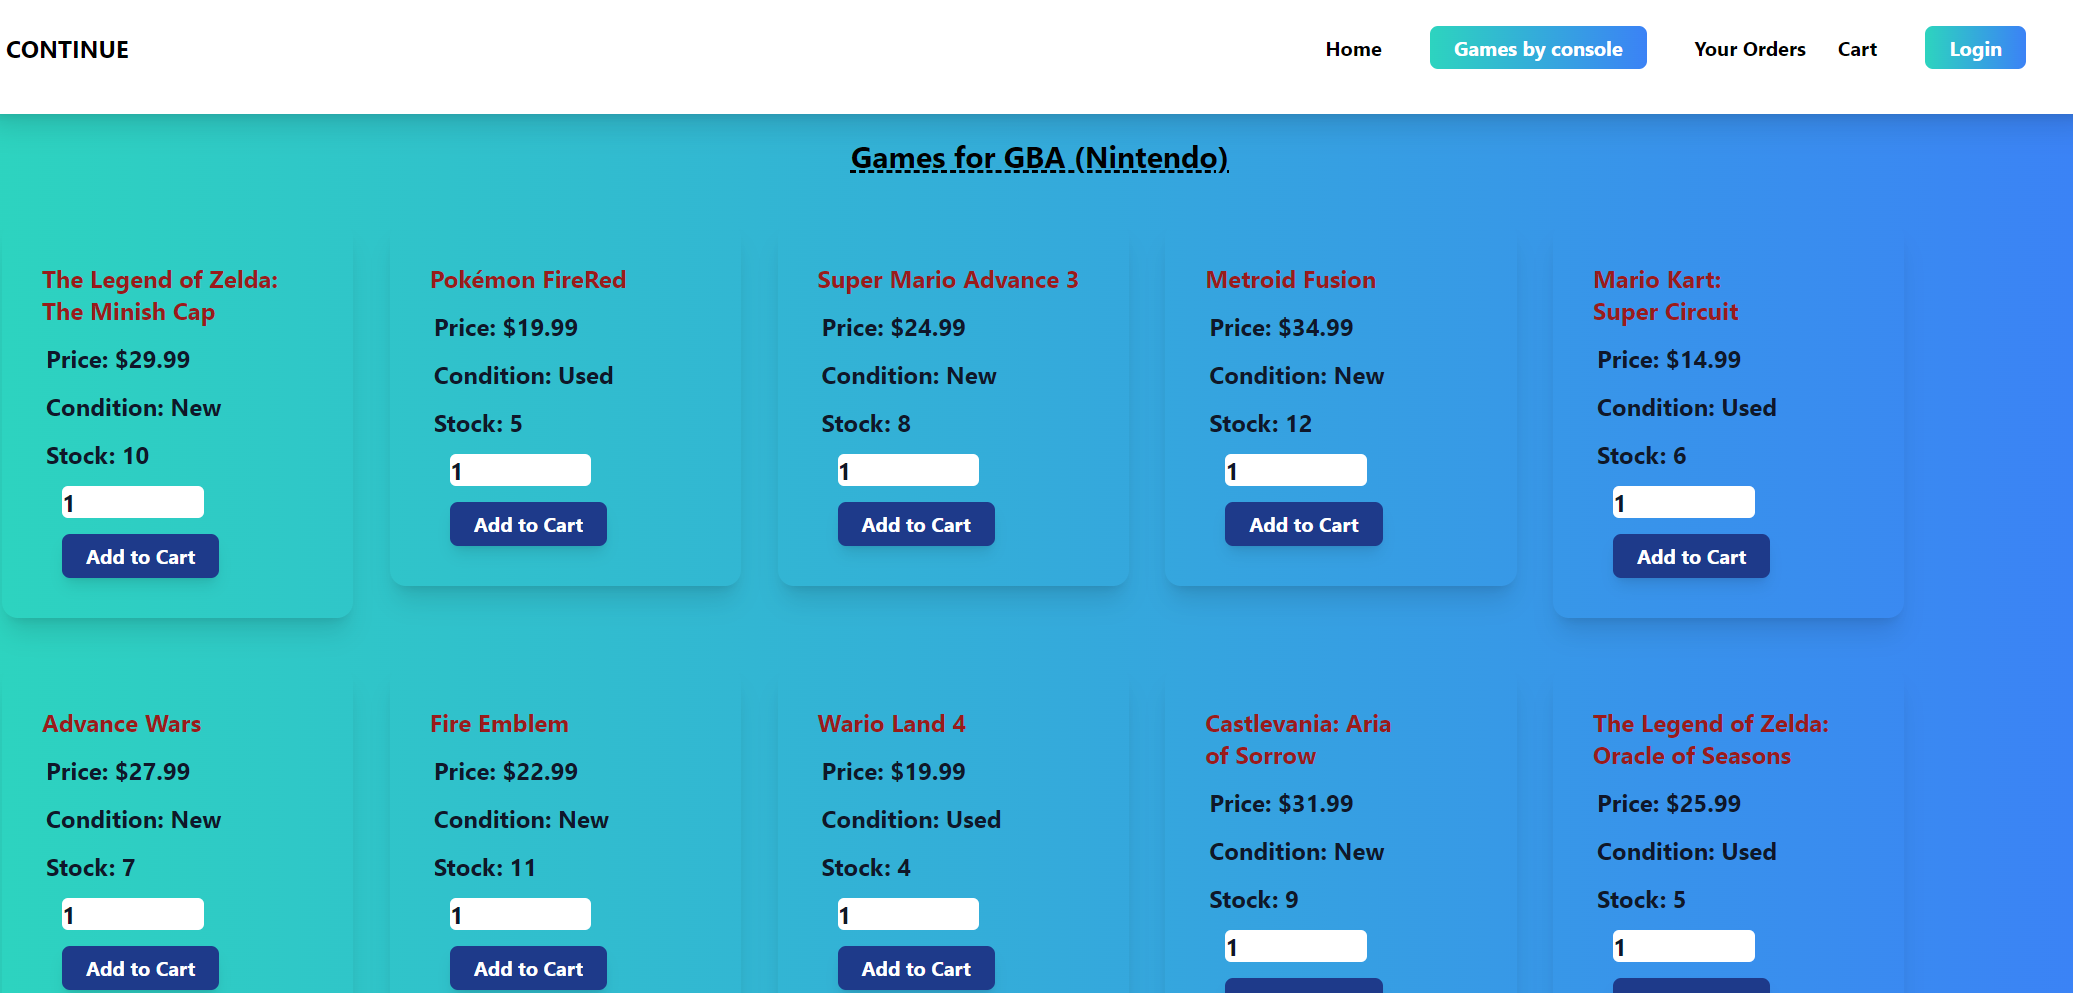 CONTINUE
Home
Games by console
Your Orders
Cart
Login
Games for GBA (Nintendo)
The Legend of Zelda:
The Minish Cap
Price: $29.99
Condition: New
Stock: 10
1
Add to Cart
Pokémon FireRed
Price: $19.99
Condition: Used
Stock: 5
1
Add to Cart
Super Mario Advance 3
Price: $24.99
Condition: New
Stock: 8
1
Add to Cart
Metroid Fusion
Price: $34.99
Condition: New
Stock: 12
1
Add to Cart
Mario Kart:
Super Circuit
Price: $14.99
Condition: Used
Stock: 6
1
Add to Cart
Advance Wars
Price: $27.99
Condition: New
Stock: 7
1
Add to Cart
Fire Emblem
Price: $22.99
Condition: New
Stock: 11
1
Add to Cart
Wario Land 4
Price: $19.99
Condition: Used
Stock: 4
1
Add to Cart
Castlevania: Aria
of Sorrow
Price: $31.99
Condition: New
Stock: 9
1
The Legend of Zelda:
Oracle of Seasons
Price: $25.99
Condition: Used
Stock: 5
1